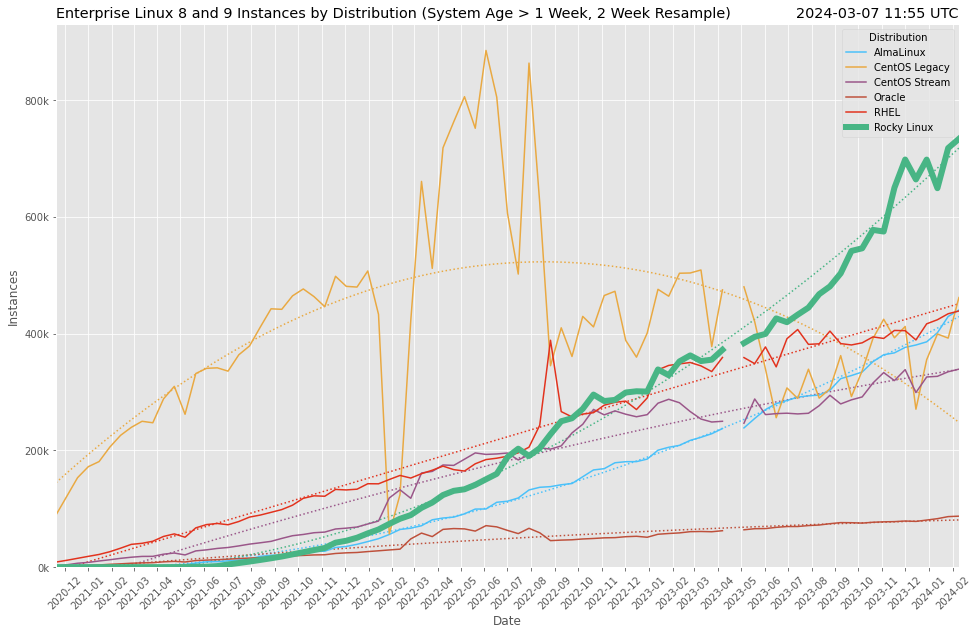 Enterprise Linux 8 and 9 Instances by Distribution (System Age > 1 Week, 2 Week Resample) 2024-03-07 11:55 UTC
Distribution
AlmaLinux
CentOS Legacy
CentOS Stream
Oracle
RHEL
Rocky Linux
800k
600k
400k
200k
0k
Instances
2020-12 2021-01 2021-02 2021-03 2021-04 2021-05 2021-06 2021-07 2021-08 2021-09 2021-10 2021-11 2021-12 2022-01 2022-02 2022-03 2022-04 2022-05 2022-06 2022-07 2022-08 2022-09 2022-10 2022-11 2022-12 2023-01 2023-02 2023-03 2023-04 2023-05 2023-06 2023-07 2023-08 2023-09 2023-10 2023-11 2023-12 2024-01 2024-02
Date